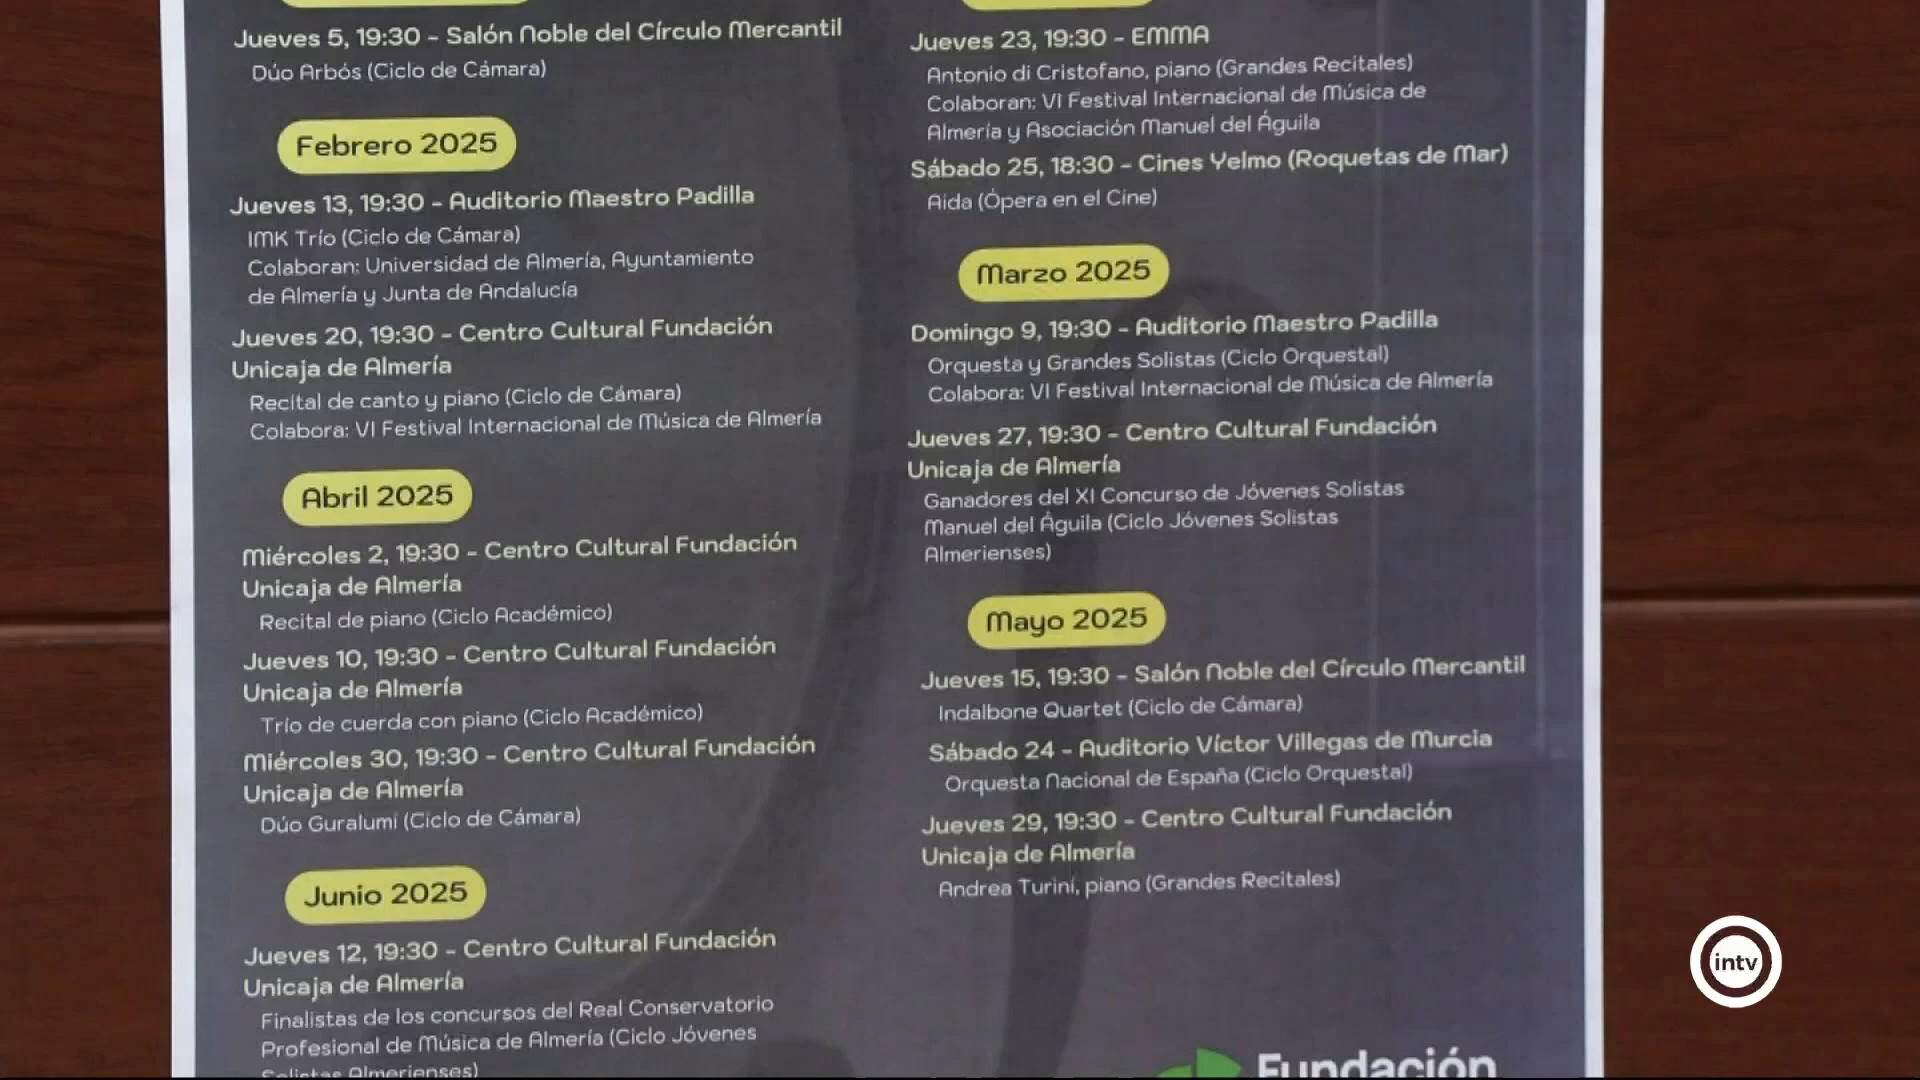 Jueves 5, 19:30 - Salón Noble del Círculo Mercantil
Dúo Arbós (Ciclo de Cámara)
Febrero 2025
Jueves 13, 19:30 - Auditorio Maestro Padilla
IMK Trío (Ciclo de Cámara)
Colaboran: Universidad de Almería, Ayuntamiento
de Almería y Junta de Andalucía
Jueves 20, 19:30 - Centro Cultural Fundación
Unicaja de Almería
Recital de canto y piano (Ciclo de Cámara)
Colabora: VI Festival Internacional de Música de Almería
Abril 2025
Miércoles 2, 19:30 - Centro Cultural Fundación
Unicaja de Almería
Recital de piano (Ciclo Académico)
Jueves 10, 19:30 - Centro Cultural Fundación
Unicaja de Almería
Trío de cuerda con piano (Ciclo Académico)
Miércoles 30, 19:30 - Centro Cultural Fundación
Unicaja de Almería
Dúo Guralumi (Ciclo de Cámara)
Junio 2025
Jueves 12, 19:30 - Centro Cultural Fundación
Unicaja de Almería
Finalistas de los concursos del Real Conservatorio
Profesional de Música de Almería (Ciclo Jóvenes
Solistas Almerienses)
Jueves 23, 19:30 - EMMA
Antonio di Cristofano, piano (Grandes Recitales)
Colaboran: VI Festival Internacional de Música de
Almería y Asociación Manuel del Águila
Sábado 25, 18:30 - Cines Yelmo (Roquetas de Mar)
Aida (Ópera en el Cine)
Marzo 2025
Domingo 9, 19:30 - Auditorio Maestro Padilla
Orquesta y Grandes Solistas (Ciclo Orquestal)
Colabora: VI Festival Internacional de Música de Almería
Jueves 27, 19:30 - Centro Cultural Fundación
Unicaja de Almería
Ganadores del XI Concurso de Jóvenes Solistas
Manuel del Águila (Ciclo Jóvenes Solistas
Almerienses)
Mayo 2025
Jueves 15, 19:30 - Salón Noble del Círculo Mercantil
Indalbone Quartet (Ciclo de Cámara)
Sábado 24 - Auditorio Víctor Villegas de Murcia
Orquesta Nacional de España (Ciclo Orquestal)
Jueves 29, 19:30 - Centro Cultural Fundación
Unicaja de Almería
Andrea Turini, piano (Grandes Recitales)
Fundación
intv